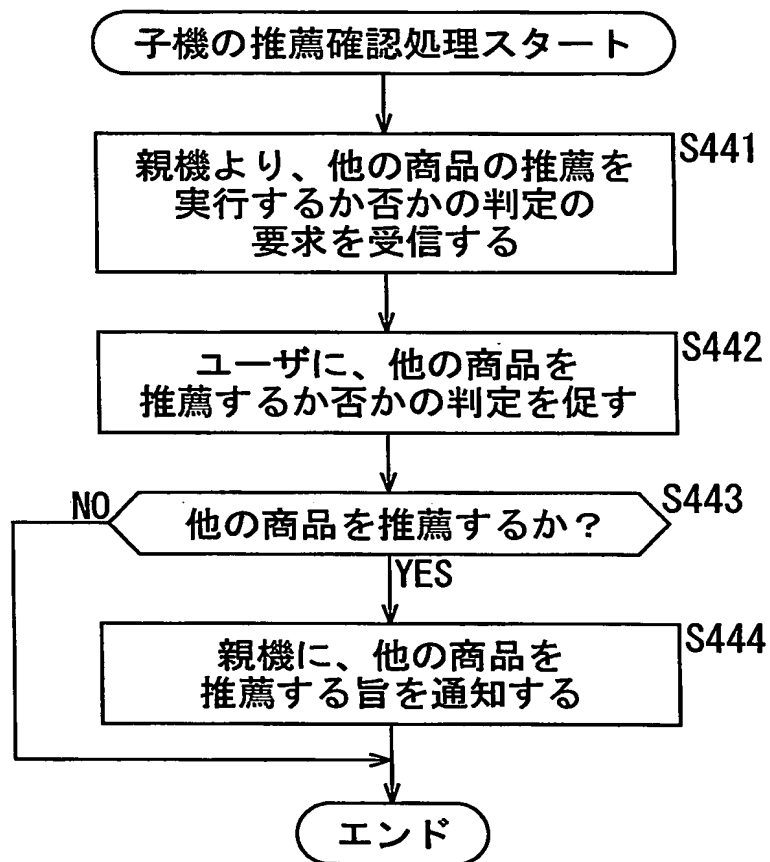 子機の推薦確認処理スタート
S441
親機より、他の商品の推薦を
実行するか否かの判定の
要求を受信する
S442
ユーザに、他の商品を
推薦するか否かの判定を促す
S443
NO
他の商品を推薦するか？
YES
S444
親機に、他の商品を
推薦する旨を通知する
エンド